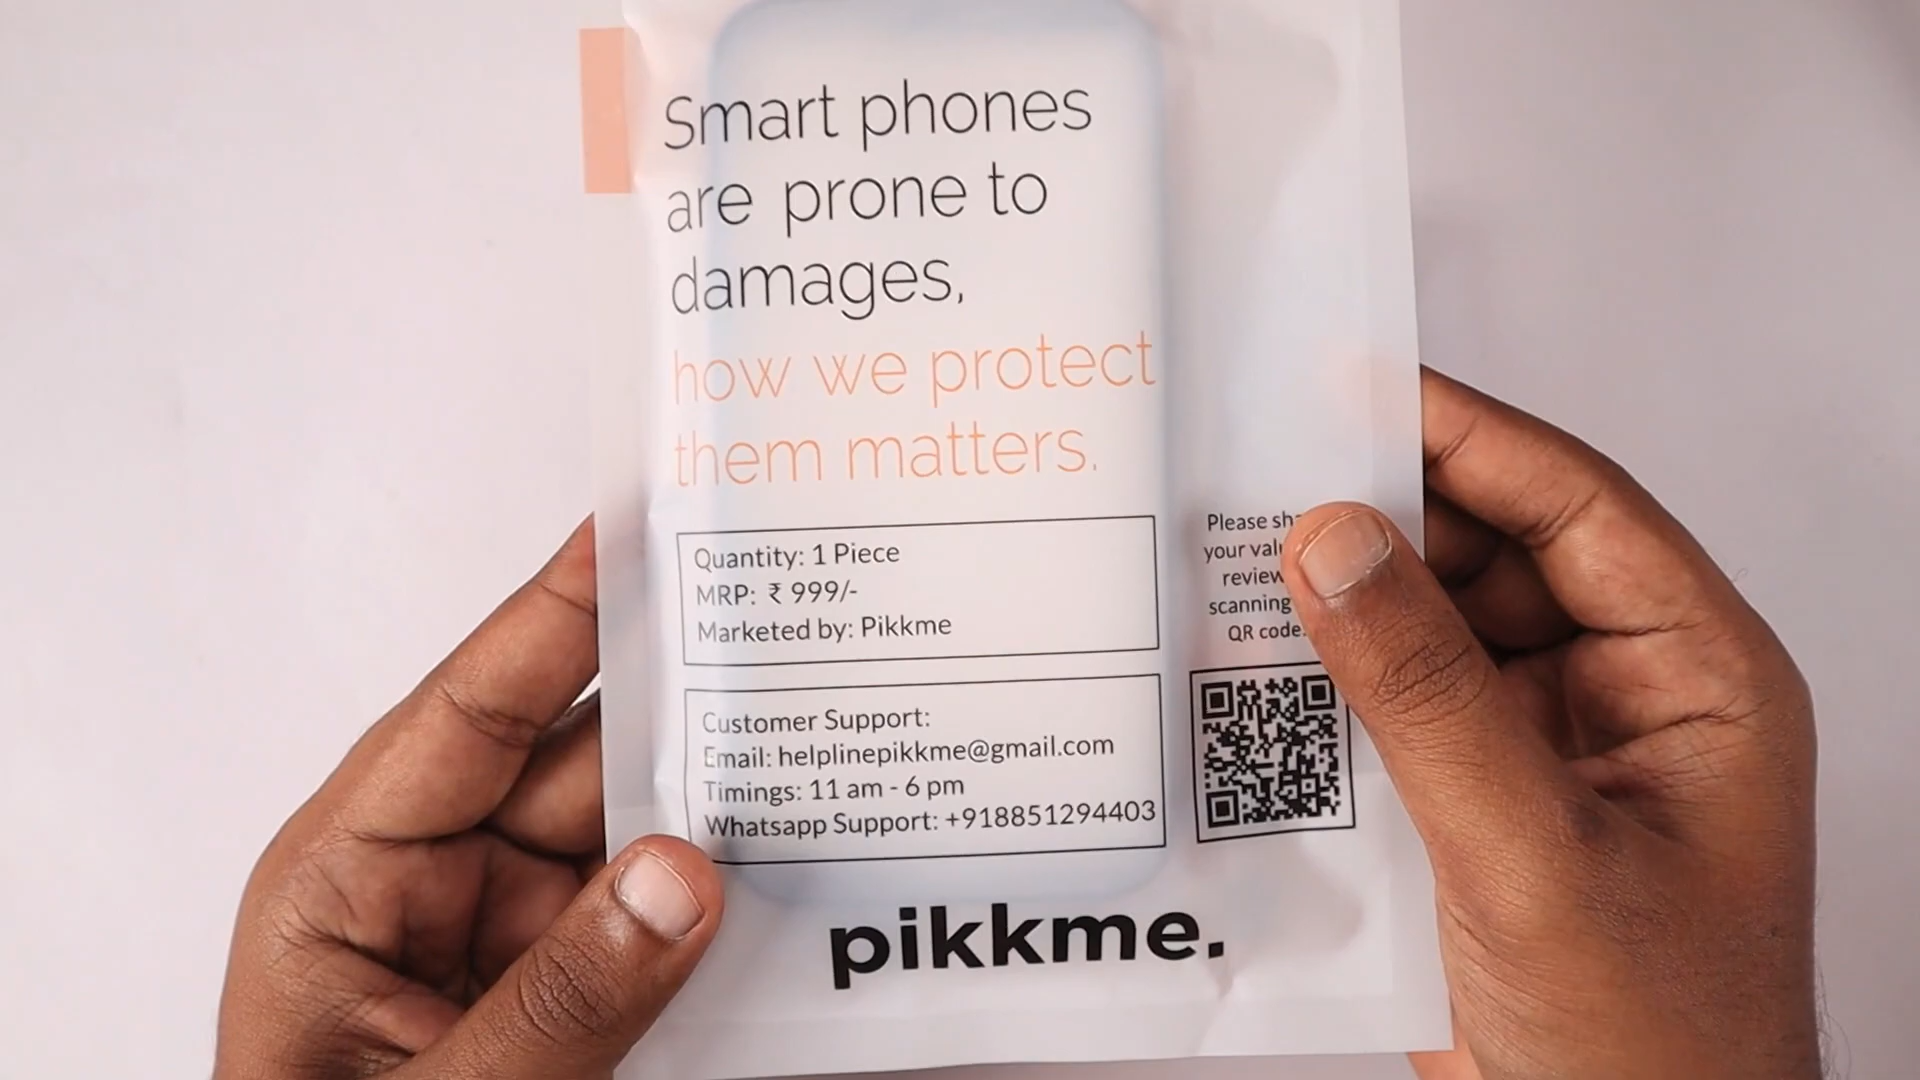 Smart phones
are prone to
damages,
how we protect
them matters.
Quantity: 1 Piece
MRP: ₹ 999/-
Marketed by: Pikkme
Customer Support:
Email: helplinepikkme@gmail.com
Timings: 11 am - 6 pm
Whatsapp Support: +918851294403
Please
your
review
scanning
QR code.
pikkme.